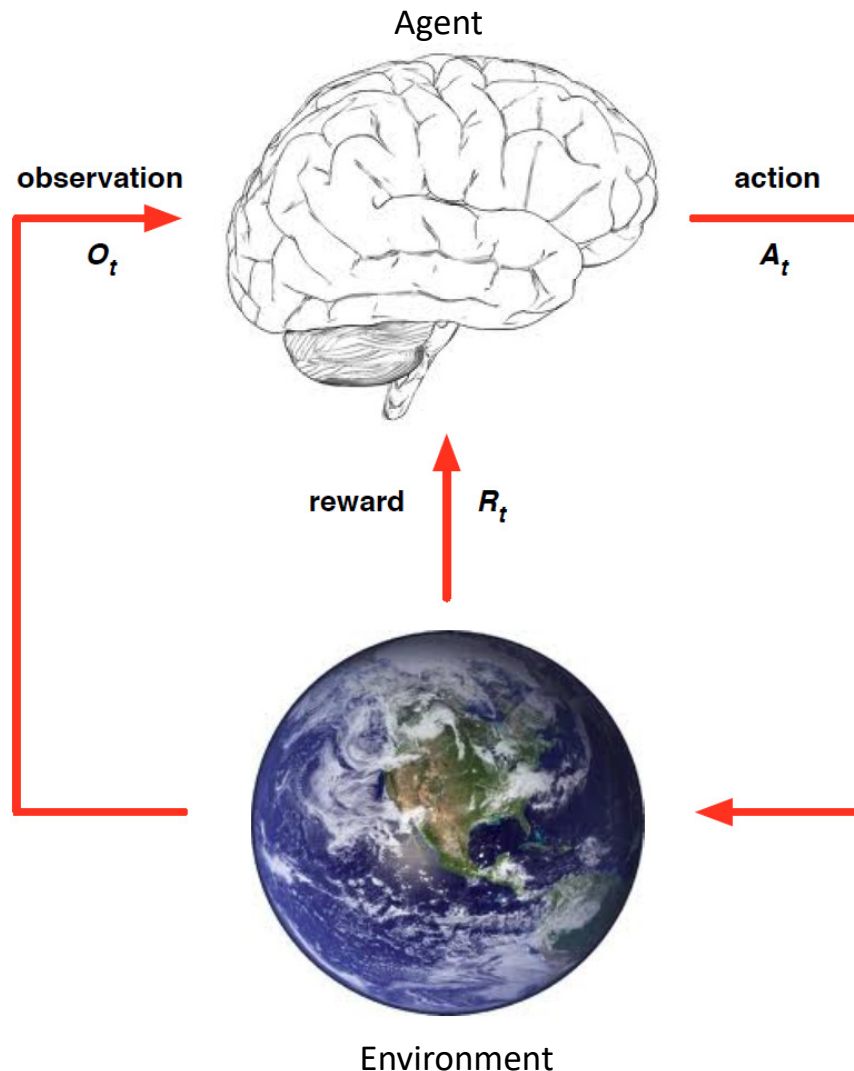 Agent
observation
action
O_t
A_t
reward R_t
Environment